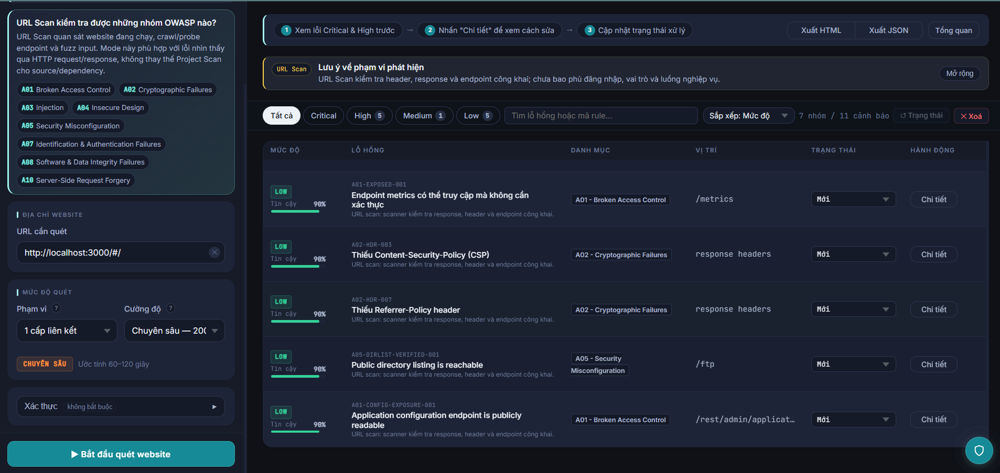 URL Scan kiểm tra được những nhóm OWASP nào?
URL Scan quan sát website đang chạy, crawl/probe
endpoint và fuzz input. Mode này phù hợp với lỗi nhìn thấy
qua HTTP request/response, không thay thế Project Scan
cho source/dependency.
A01 Broken Access Control
A02 Cryptographic Failures
A03 Injection
A04 Insecure Design
A05 Security Misconfiguration
A07 Identification & Authentication Failures
A08 Software & Data Integrity Failures
A10 Server-Side Request Forgery
ĐỊA CHỈ WEBSITE
URL cần quét
http://localhost:3000/#/
MỨC ĐỘ QUÉT
Phạm vi ?
Cường độ ?
1 cấp liên kết
Chuyên sâu — 200
CHUYÊN SÂU Ước tính 60–120 giây
Xác thực không bắt buộc
Bắt đầu quét website
1 Xem lỗi Critical & High trước → 2 Nhấn "Chi tiết" để xem cách sửa → 3 Cập nhật trạng thái xử lý
Xuất HTML
Xuất JSON
Tổng quan
URL Scan
Lưu ý về phạm vi phát hiện
URL Scan kiểm tra header, response và endpoint công khai; chưa bao phủ đăng nhập, vai trò và luồng nghiệp vụ.
Mở rộng
Tất cả
Critical
High 5
Medium 1
Low 5
Tìm lỗ hổng hoặc mã rule...
Sắp xếp: Mức độ
7 nhóm / 11 cảnh báo
↺ Trạng thái
✕ Xoá
MỨC ĐỘ LỖ HỔNG DANH MỤC VỊ TRÍ TRẠNG THÁI HÀNH ĐỘNG
LOW
Tin cậy 90%
A01-EXPOSED-001
Endpoint metrics có thể truy cập mà không cần
xác thực
URL scan: scanner kiểm tra response, header và endpoint công khai.
A01 - Broken Access Control
/metrics
Mới
Chi tiết
LOW
Tin cậy 90%
A02-HDR-003
Thiếu Content-Security-Policy (CSP)
URL scan: scanner kiểm tra response, header và endpoint công khai.
A02 - Cryptographic Failures
response headers
Mới
Chi tiết
LOW
Tin cậy 90%
A02-HDR-007
Thiếu Referrer-Policy header
URL scan: scanner kiểm tra response, header và endpoint công khai.
A02 - Cryptographic Failures
response headers
Mới
Chi tiết
LOW
Tin cậy 90%
A05-DIRLIST-VERIFIED-001
Public directory listing is reachable
URL scan: scanner kiểm tra response, header và endpoint công khai.
A05 - Security
Misconfiguration
/ftp
Mới
Chi tiết
LOW
Tin cậy 90%
A01-CONFIG-EXPOSURE-001
Application configuration endpoint is publicly
readable
URL scan: scanner kiểm tra response, header và endpoint công khai.
A01 - Broken Access Control
/rest/admin/applicat…
Mới
Chi tiết